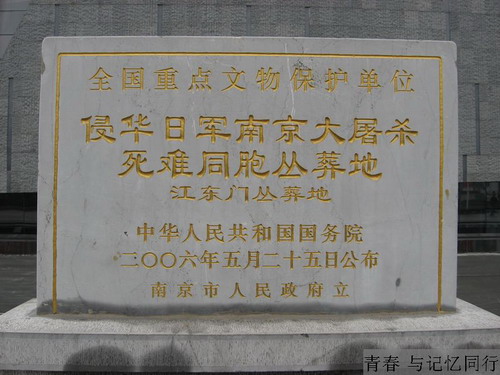 全国重点文物保护单位
侵华日军南京大屠杀
死难同胞丛葬地
江东门丛葬地
中华人民共和国国务院
二〇〇六年五月二十五日公布
南京市人民政府立
青春 与记忆同行